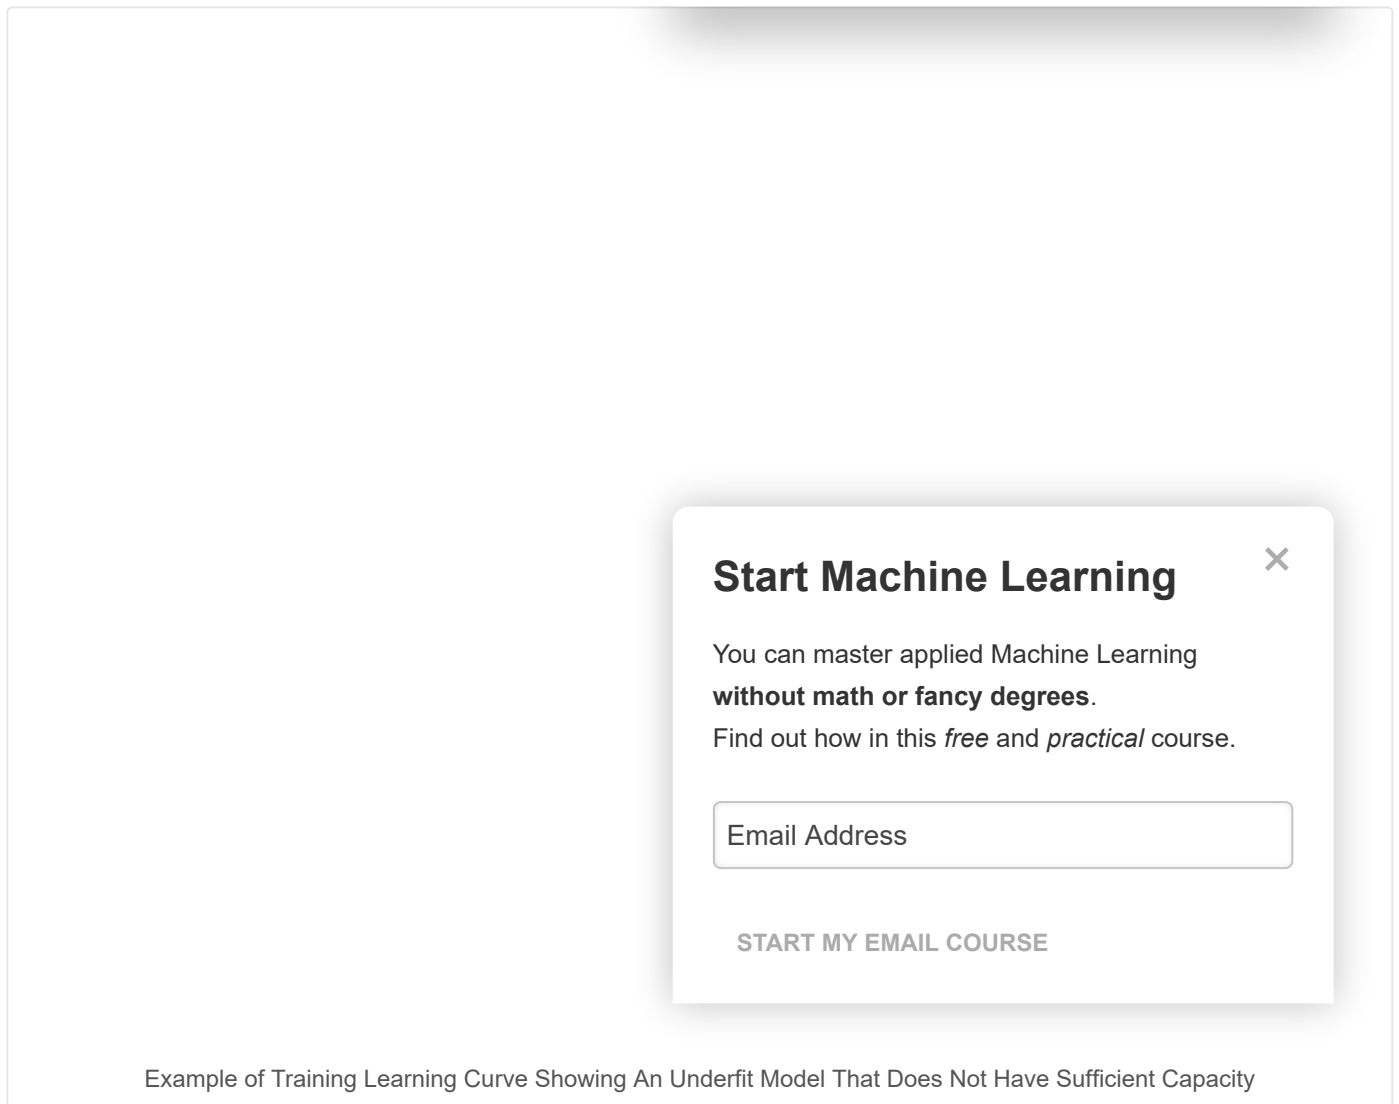 Start Machine Learning
×
You can master applied Machine Learning
without math or fancy degrees.
Find out how in this free and practical course.
Email Address
START MY EMAIL COURSE
Example of Training Learning Curve Showing An Underfit Model That Does Not Have Sufficient Capacity